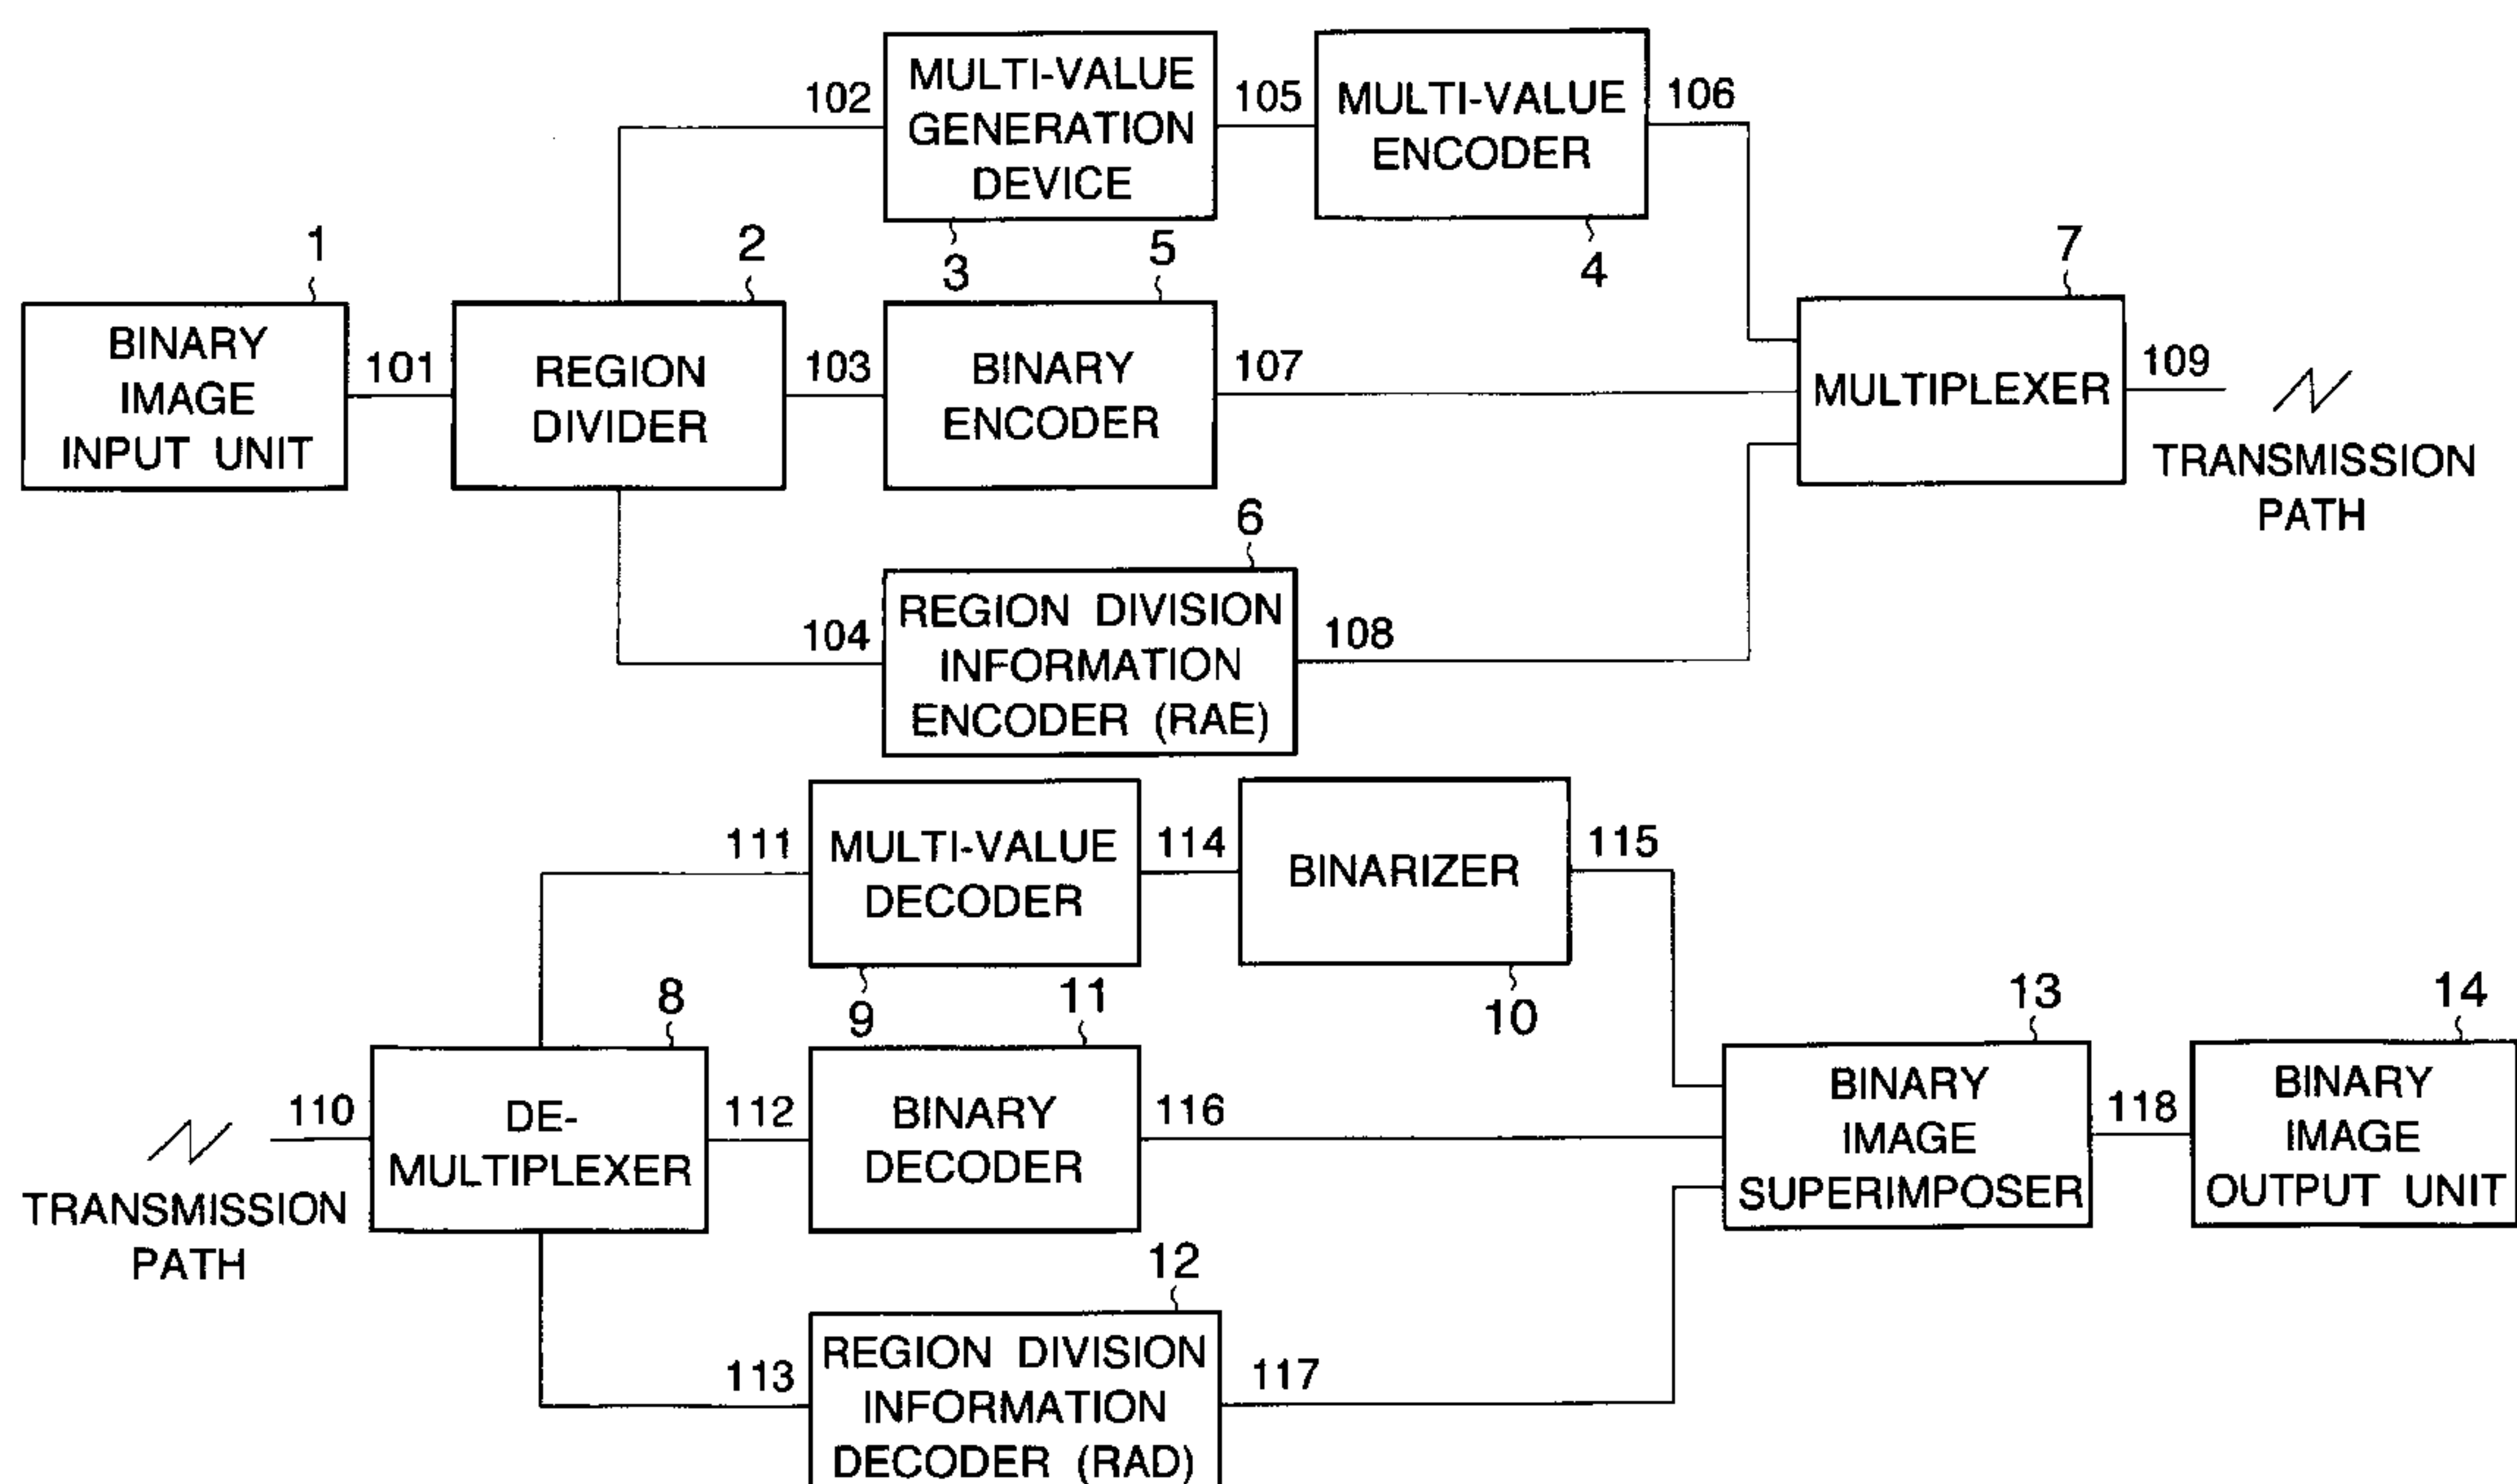 102
MULTI-VALUE
GENERATION
DEVICE
3
105
MULTI-VALUE
ENCODER
4
106
1
BINARY
IMAGE
INPUT UNIT
101
2
REGION
DIVIDER
103
5
BINARY
ENCODER
107
7
MULTIPLEXER
109
TRANSMISSION
PATH
104
6
REGION DIVISION
INFORMATION
ENCODER (RAE)
108
111
MULTI-VALUE
DECODER
9
114
BINARIZER
10
115
TRANSMISSION
PATH
110
8
DE-
MULTIPLEXER
112
11
BINARY
DECODER
116
13
BINARY
IMAGE
SUPERIMPOSER
118
14
BINARY
IMAGE
OUTPUT UNIT
113
12
REGION DIVISION
INFORMATION
DECODER (RAD)
117